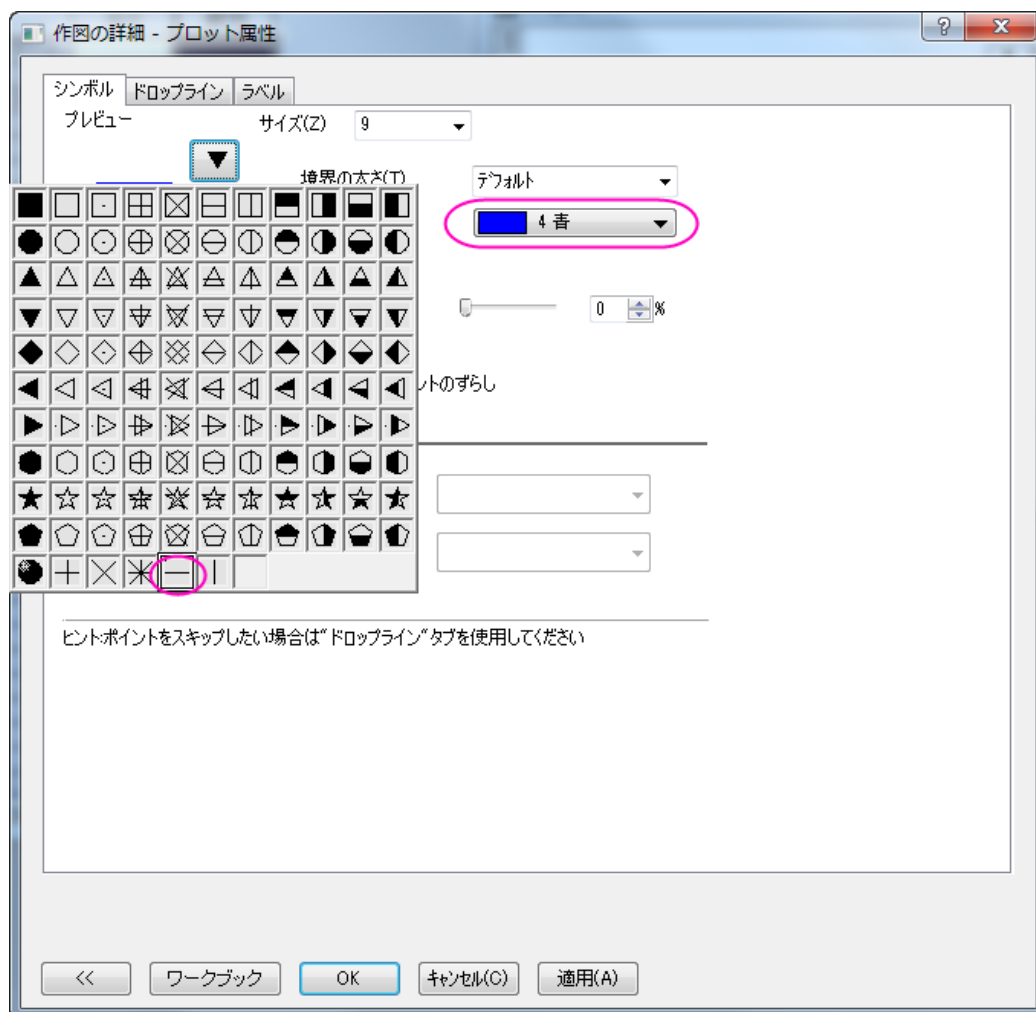 作図の詳細 - プロット属性
シンボル ドロップライン ラベル
プレビュー サイズ(Z) 9
境界の太さ(T) デフォルト
4 青
0 %
ントのずらし
ヒント:ポイントをスキップしたい場合は“ドロップライン”タブを使用してください
<< ワークブック OK キャンセル(C) 適用(A)